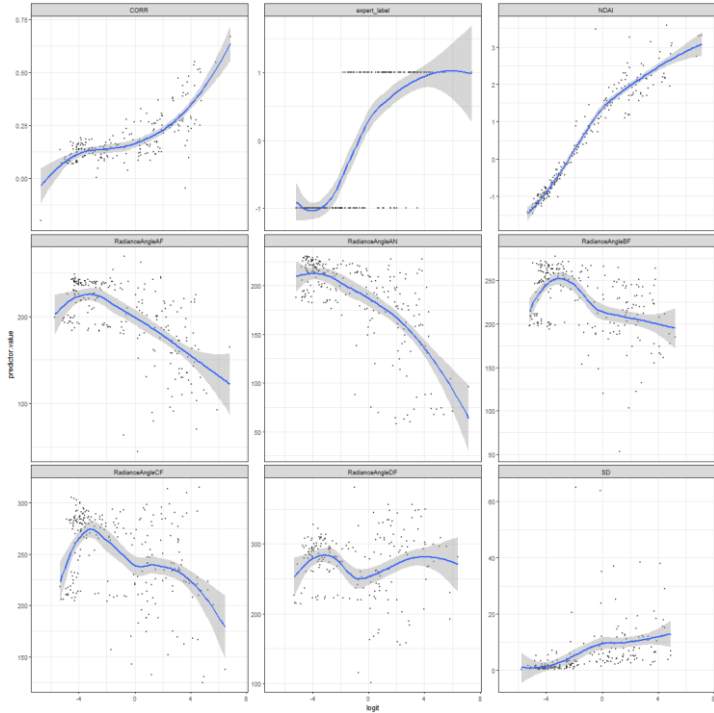 CORR
expert_label
NDAI
0.75
0.50
0.25
0.00
1
0
-1
3
2
0
-1
RadianceAngleAF
RadianceAngleAN
RadianceAngleBF
200
100
200
150
100
50
250
200
150
100
50
predictor.value
RadianceAngleCF
RadianceAngleDF
SD
300
250
200
150
300
200
100
80
40
20
0
-4 0 4 8
-4 0 4 8
-4 0 4 8
logit